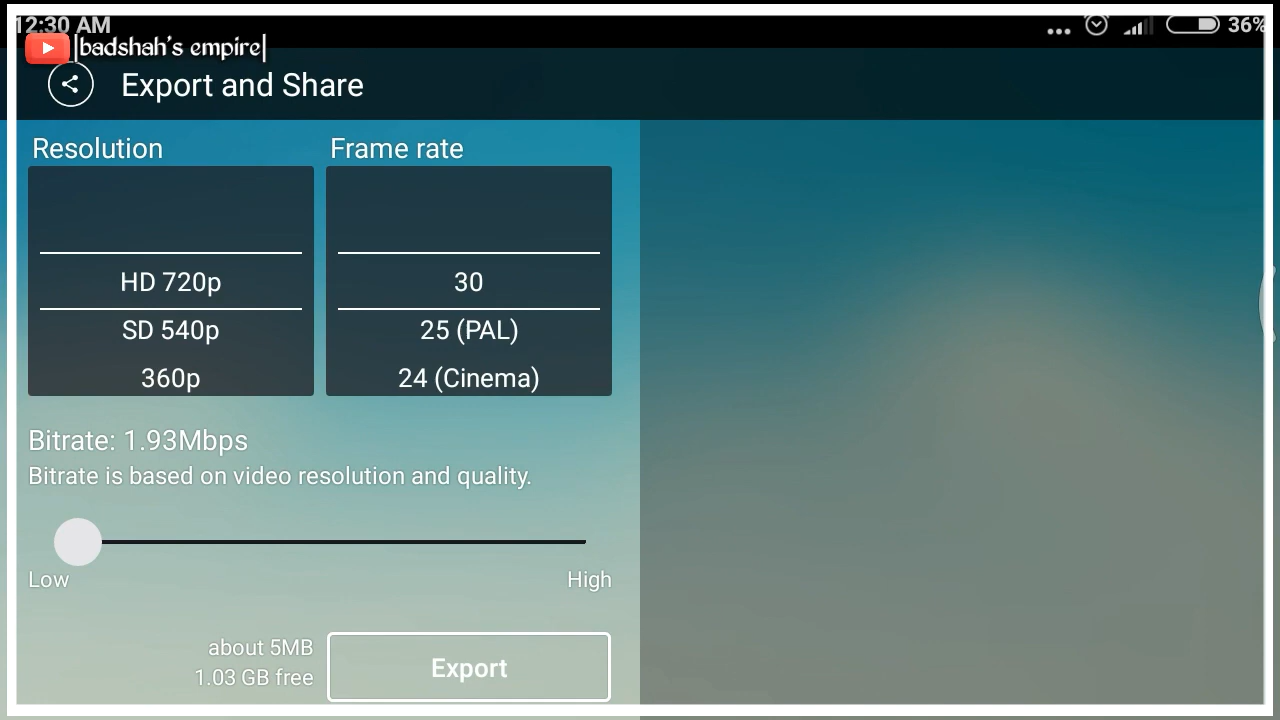 12:30 AM
36%
|badshah's empire|
Export and Share
Resolution
Frame rate
HD 720p
30
SD 540p
25 (PAL)
360p
24 (Cinema)
Bitrate: 1.93Mbps
Bitrate is based on video resolution and quality.
Low
High
about 5MB
1.03 GB free
Export